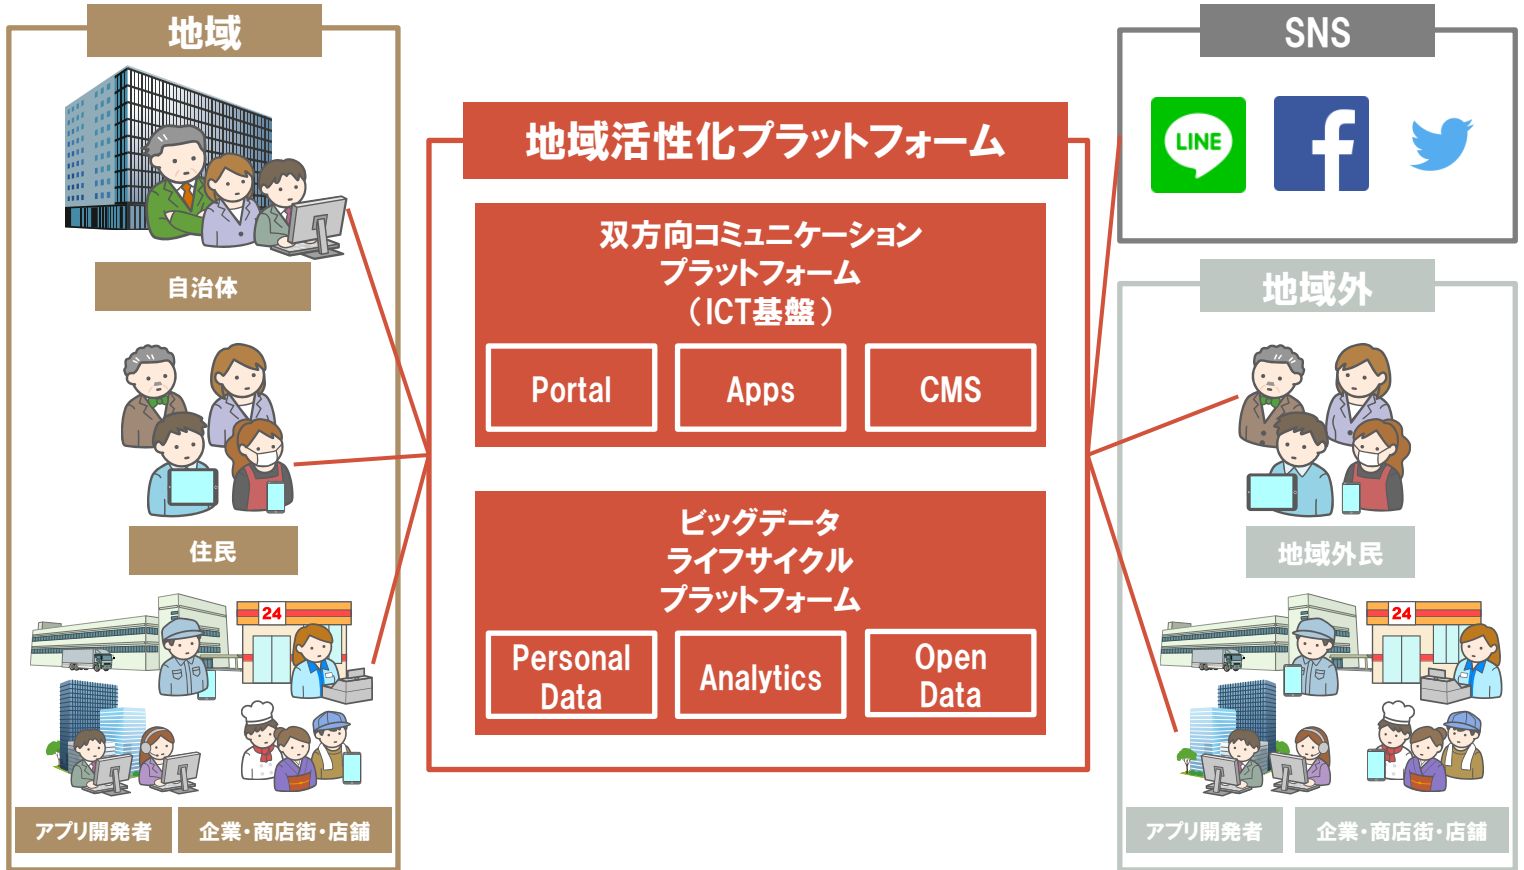 地域
自治体
住民
24
アプリ開発者
企業・商店街・店舗
地域活性化プラットフォーム
双方向コミュニケーション
プラットフォーム
（ICT基盤）
Portal
Apps
CMS
ビッグデータ
ライフサイクル
プラットフォーム
Personal
Data
Analytics
Open
Data
SNS
LINE
地域外
地域外民
24
アプリ開発者
企業・商店街・店舗